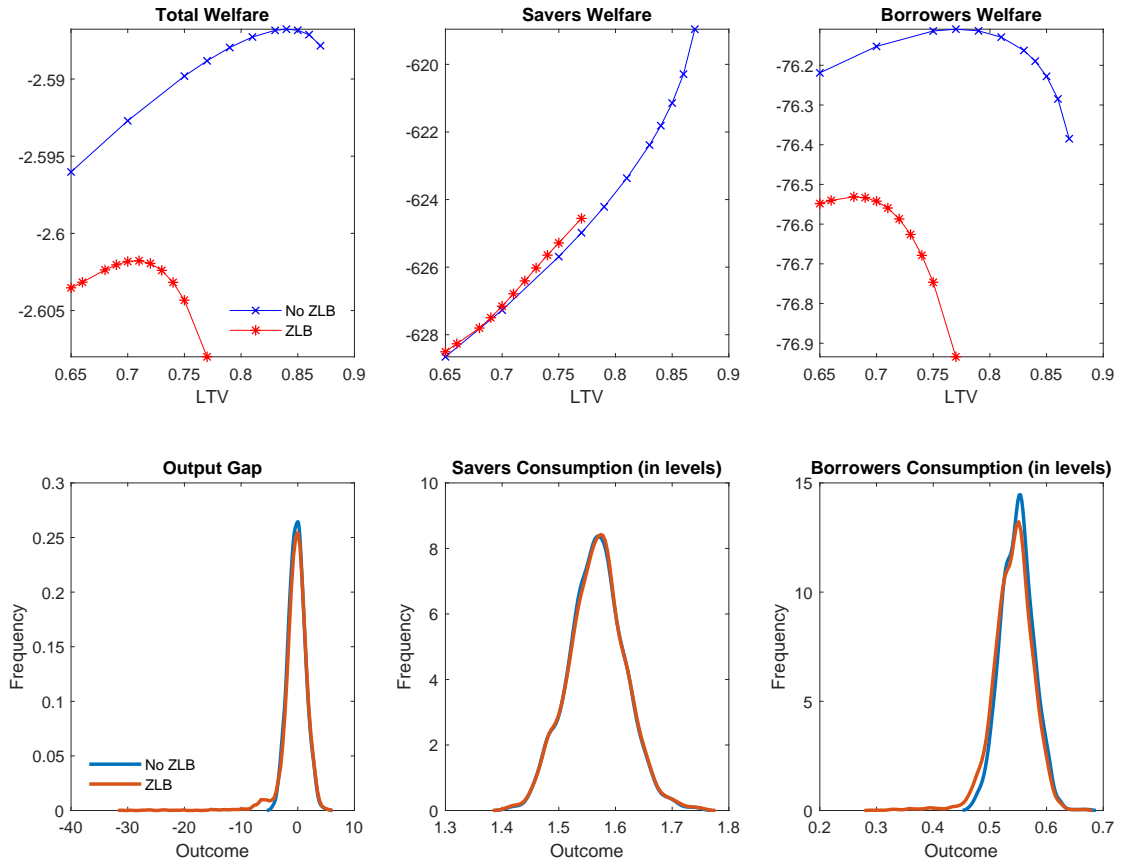 Total Welfare
-2.59
-2.595
-2.6
-2.605
No ZLB
ZLB
0.65 0.7 0.75 0.8 0.85 0.9
LTV
Savers Welfare
-620
-622
-624
-626
-628
0.65 0.7 0.75 0.8 0.85 0.9
LTV
Borrowers Welfare
-76.2
-76.3
-76.4
-76.5
-76.6
-76.7
-76.8
-76.9
0.65 0.7 0.75 0.8 0.85 0.9
LTV
Output Gap
0.3
0.25
0.2
0.15
0.1
0.05
0
Frequency
No ZLB
ZLB
-40 -30 -20 -10 0 10
Outcome
Savers Consumption (in levels)
10
8
6
4
2
0
Frequency
1.3 1.4 1.5 1.6 1.7 1.8
Outcome
Borrowers Consumption (in levels)
15
10
5
0
Frequency
0.2 0.3 0.4 0.5 0.6 0.7
Outcome